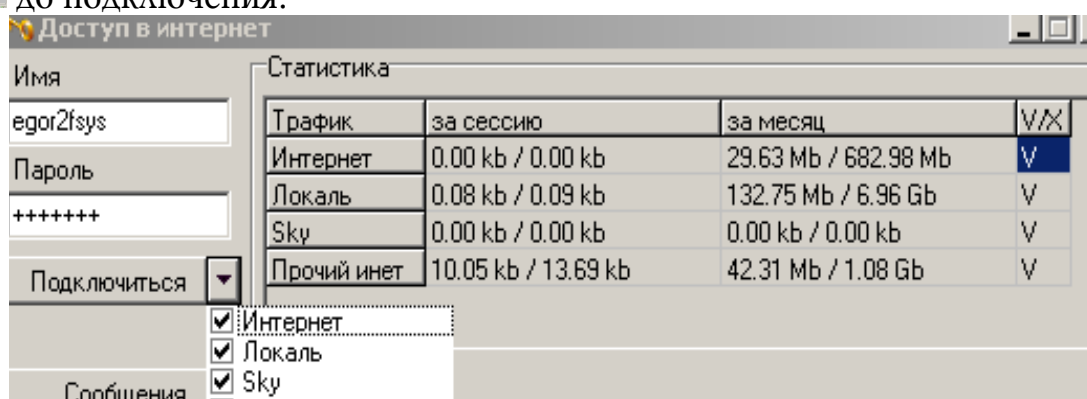 до подключения.
Доступ в интернет
Имя
egor2fsys
Пароль
+++++++
Подключиться
Интернет
Локаль
Sky
Сообщения
Статистика
Трафик за сессию за месяц V/X
Интернет 0.00 kb / 0.00 kb 29.63 Mb / 682.98 Mb V
Локаль 0.08 kb / 0.09 kb 132.75 Mb / 6.96 Gb V
Sky 0.00 kb / 0.00 kb 0.00 kb / 0.00 kb V
Прочий инет 10.05 kb / 13.69 kb 42.31 Mb / 1.08 Gb V